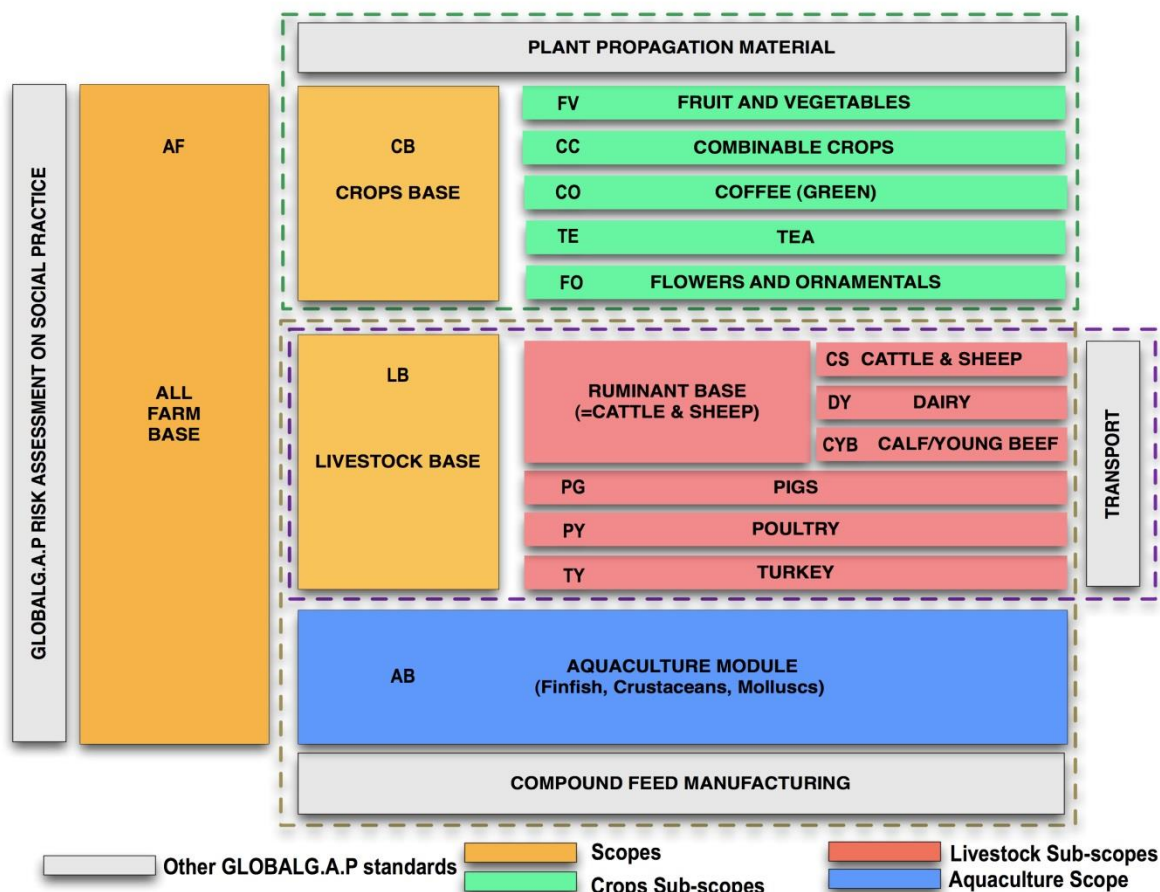 PLANT PROPAGATION MATERIAL
GLOBALG.A.P RISK ASSESSMENT ON SOCIAL PRACTICE
AF
ALL
FARM
BASE
CB
CROPS BASE
FV FRUIT AND VEGETABLES
CC COMBINABLE CROPS
CO COFFEE (GREEN)
TE TEA
FO FLOWERS AND ORNAMENTALS
LB
LIVESTOCK BASE
RUMINANT BASE
(=CATTLE & SHEEP)
CS CATTLE & SHEEP
DY DAIRY
CYB CALF/YOUNG BEEF
PG PIGS
PY POULTRY
TY TURKEY
TRANSPORT
AB
AQUACULTURE MODULE
(Finfish, Crustaceans, Molluscs)
COMPOUND FEED MANUFACTURING
Other GLOBALG.A.P standards
Scopes
Crops Sub-scopes
Livestock Sub-scopes
Aquaculture Scope